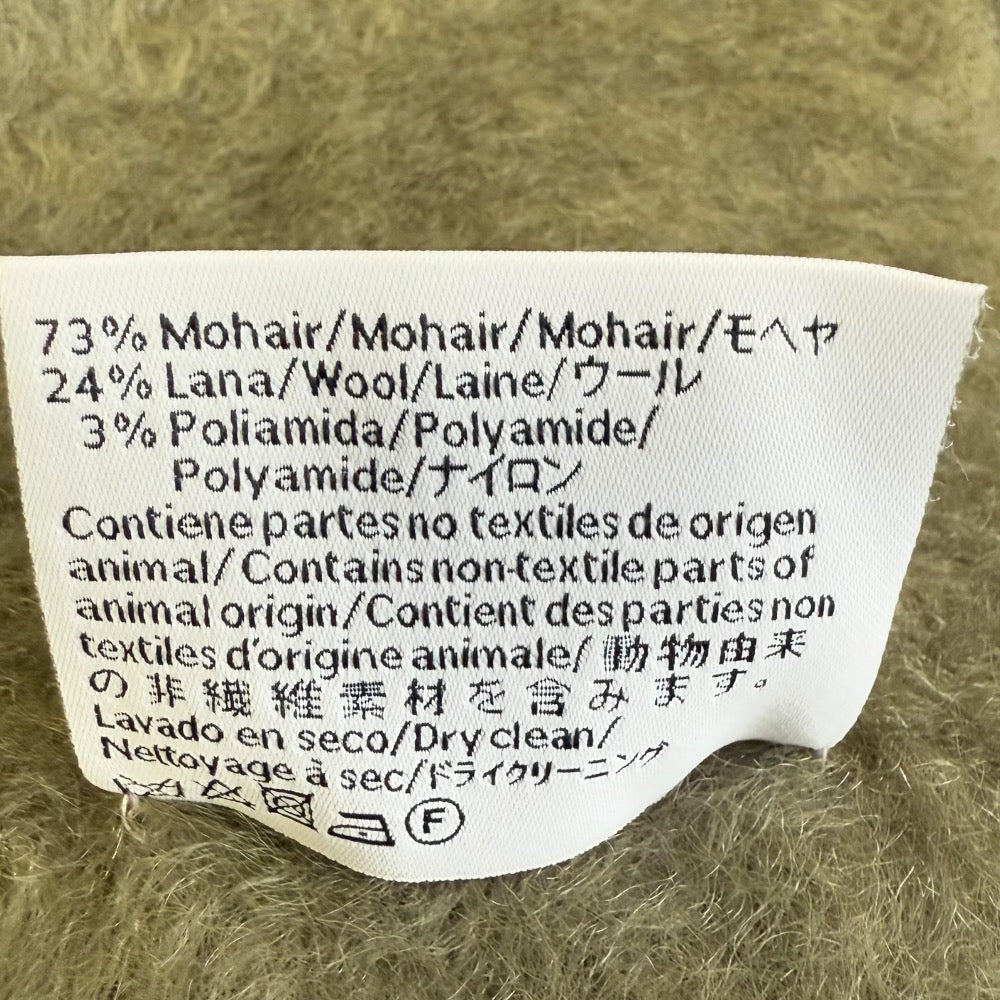 73% Mohair/Mohair/Mohair/モヘヤ
24% Lana/Wool/Laine/ウール
3% Poliamida/Polyamide/
Polyamide/ナイロン
Contiene partes no textiles de origen
animal/Contains non-textile parts of
animal origin/Contient des parties non
textiles d'origine animale/動物由来
の非繊維素材を含みます。
Lavado en seco/Dry clean/
Nettoyage à sec/ドライクリーニング
F